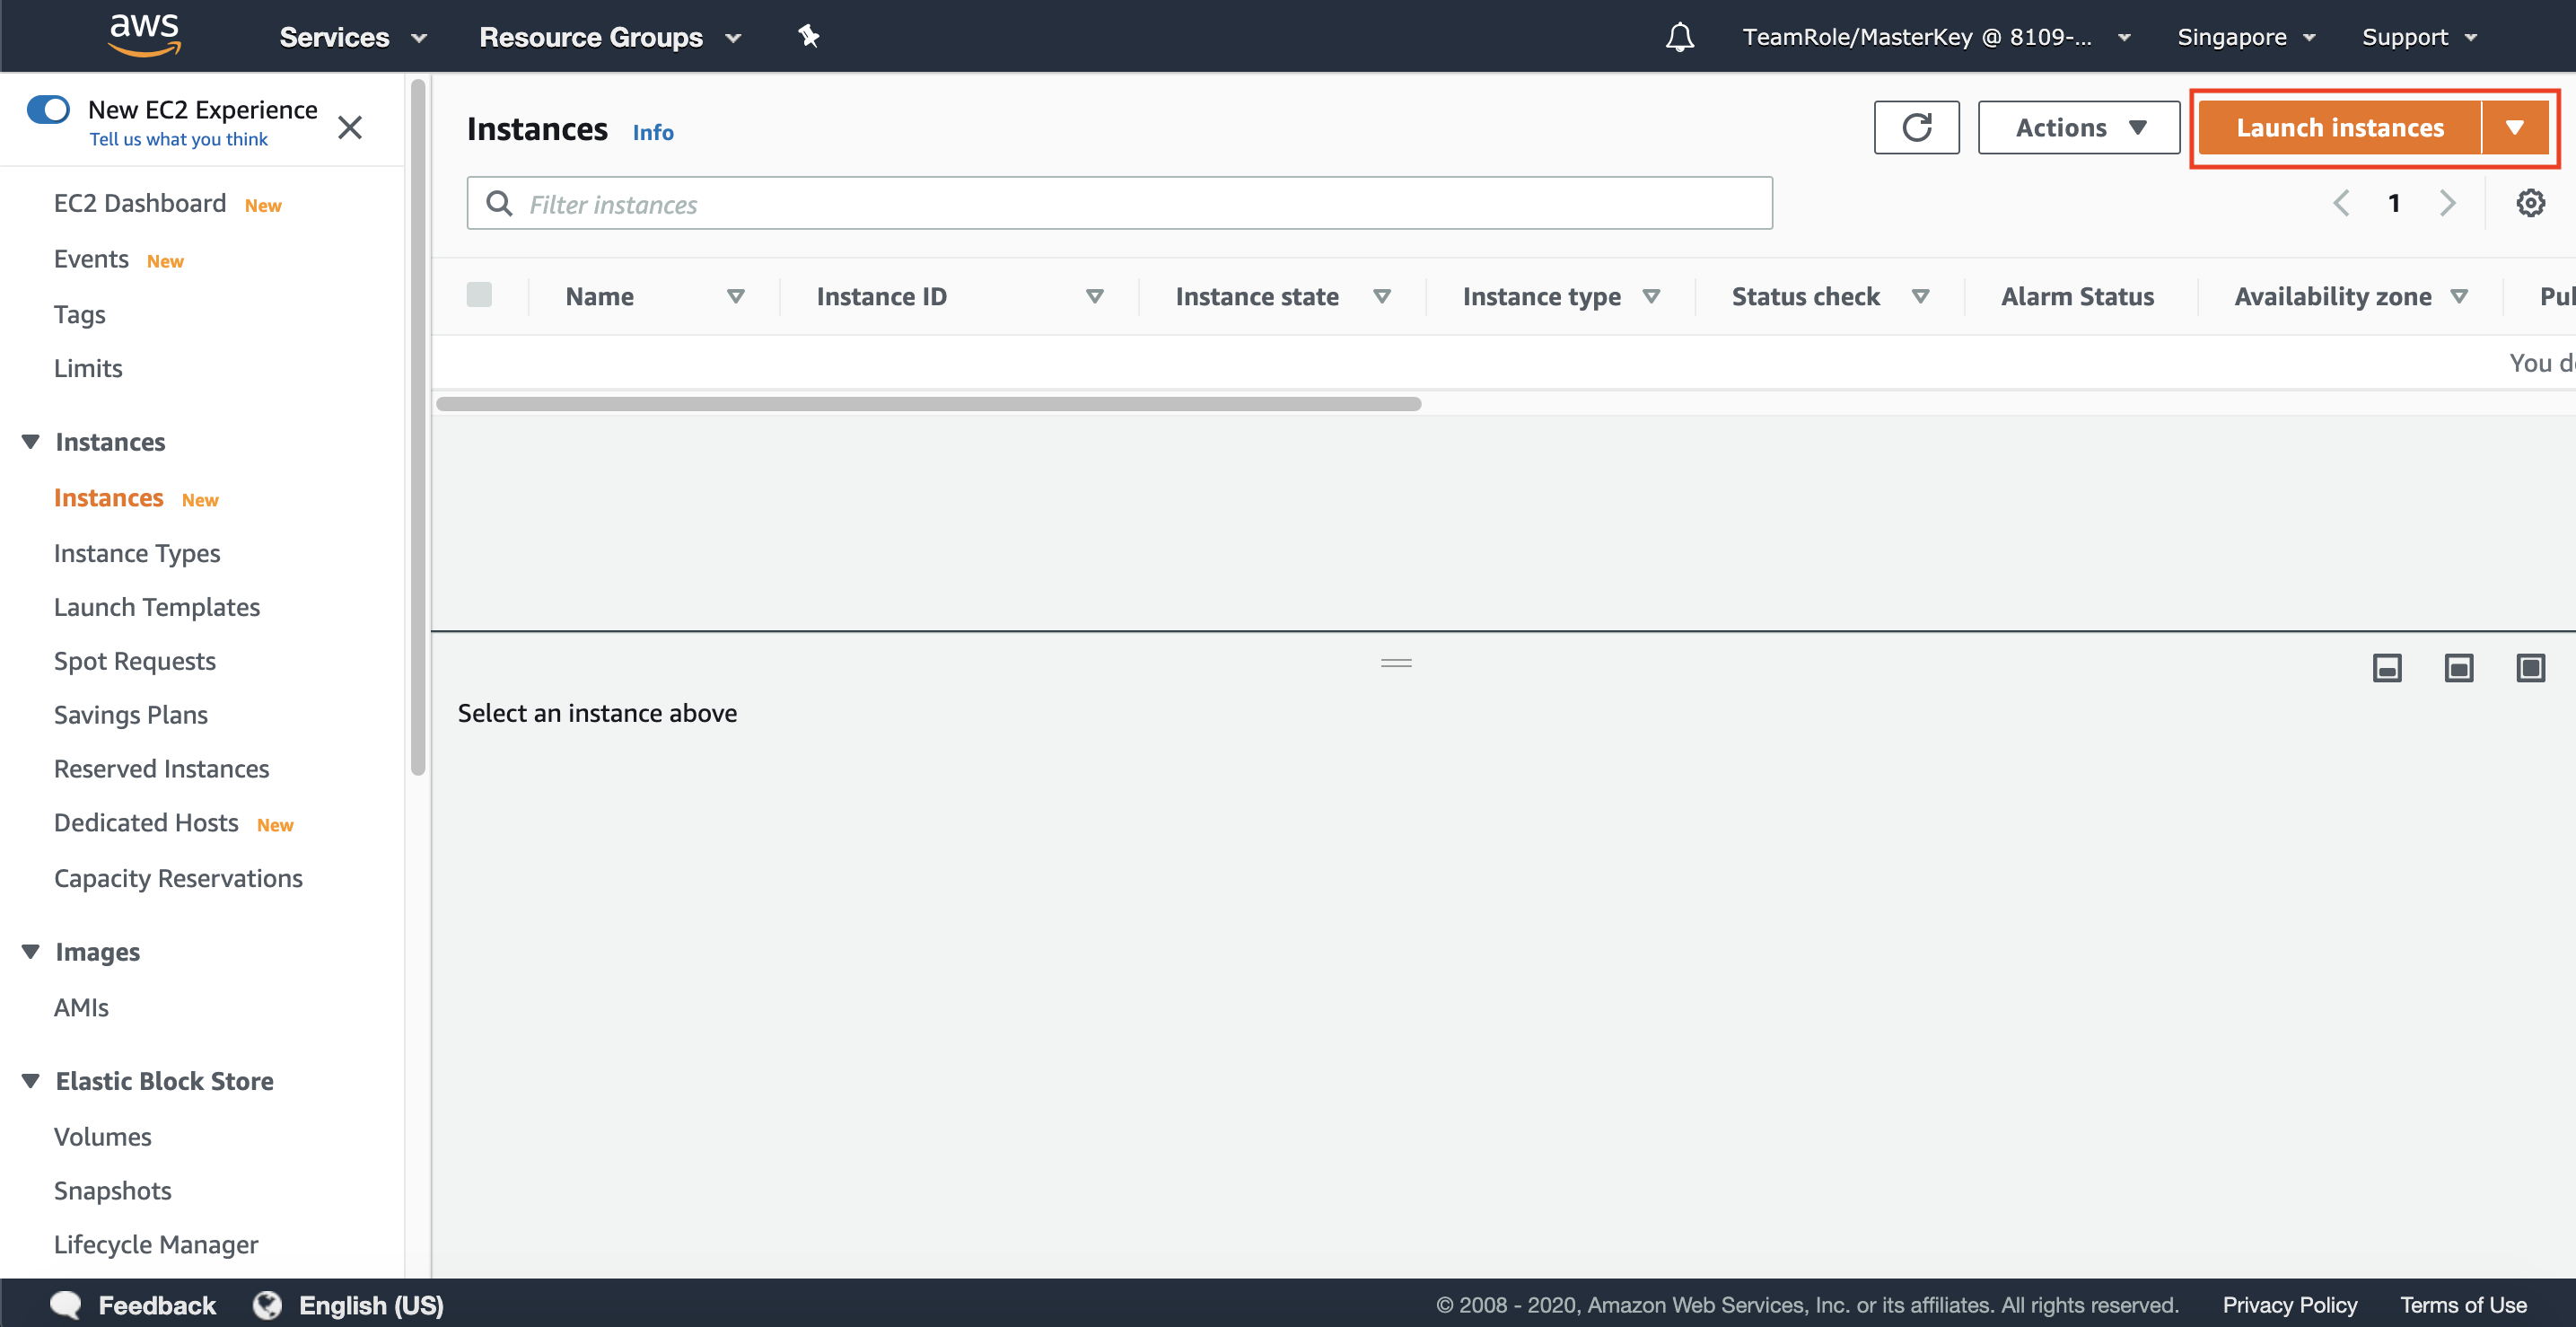 aws
Services
Resource Groups
TeamRole/MasterKey @ 8109-...
Singapore
Support
New EC2 Experience
Tell us what you think
EC2 Dashboard New
Events New
Tags
Limits
Instances
Instances New
Instance Types
Launch Templates
Spot Requests
Savings Plans
Reserved Instances
Dedicated Hosts New
Capacity Reservations
Images
AMIs
Elastic Block Store
Volumes
Snapshots
Lifecycle Manager
Instances Info
Actions
Launch instances
Filter instances
1
Name Instance ID Instance state Instance type Status check Alarm Status Availability zone
You
Select an instance above
Feedback English (US)
© 2008 - 2020, Amazon Web Services, Inc. or its affiliates. All rights reserved. Privacy Policy Terms of Use